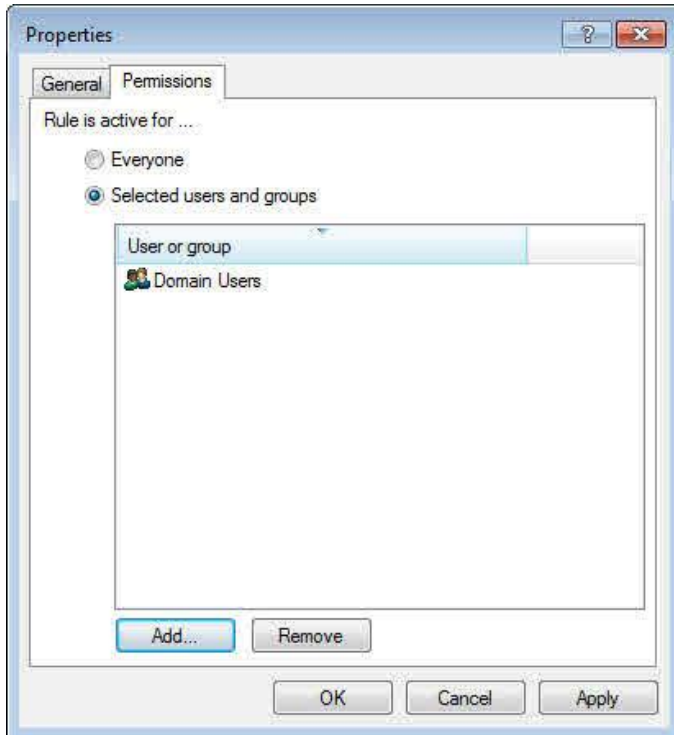 Properties
General Permissions
Rule is active for ...
Everyone
Selected users and groups
User or group
Domain Users
Add... Remove
OK Cancel Apply